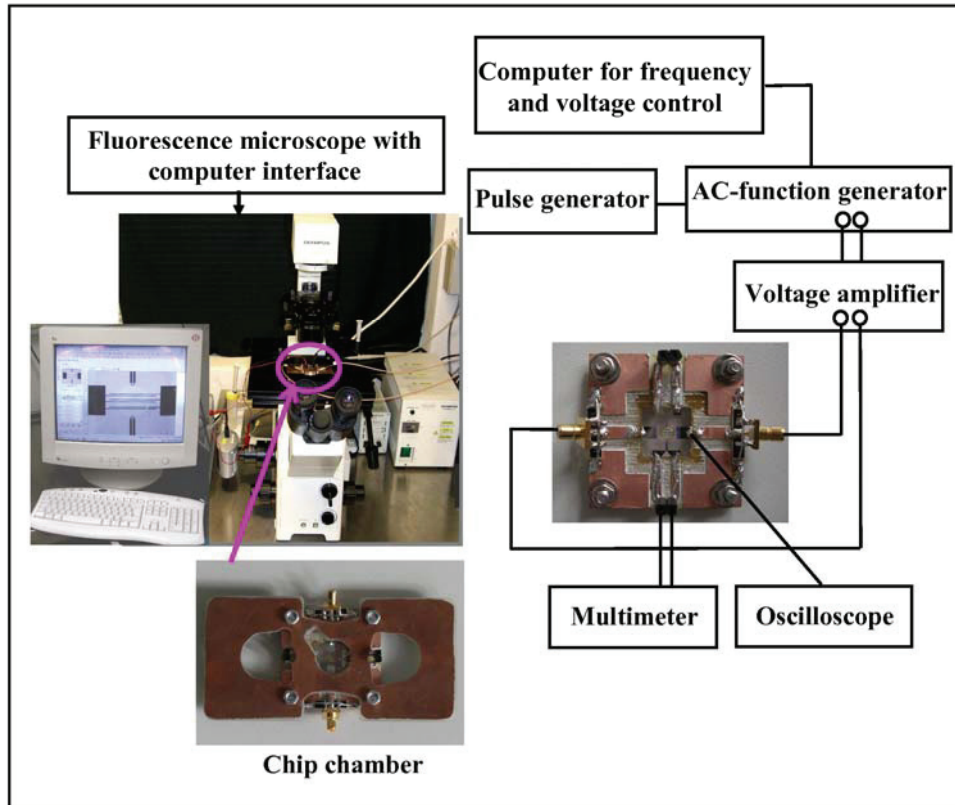 Computer for frequency
and voltage control
Fluorescence microscope with
computer interface
Pulse generator
AC-function generator
Voltage amplifier
OLYMPUS
Multimeter
Oscilloscope
Chip chamber